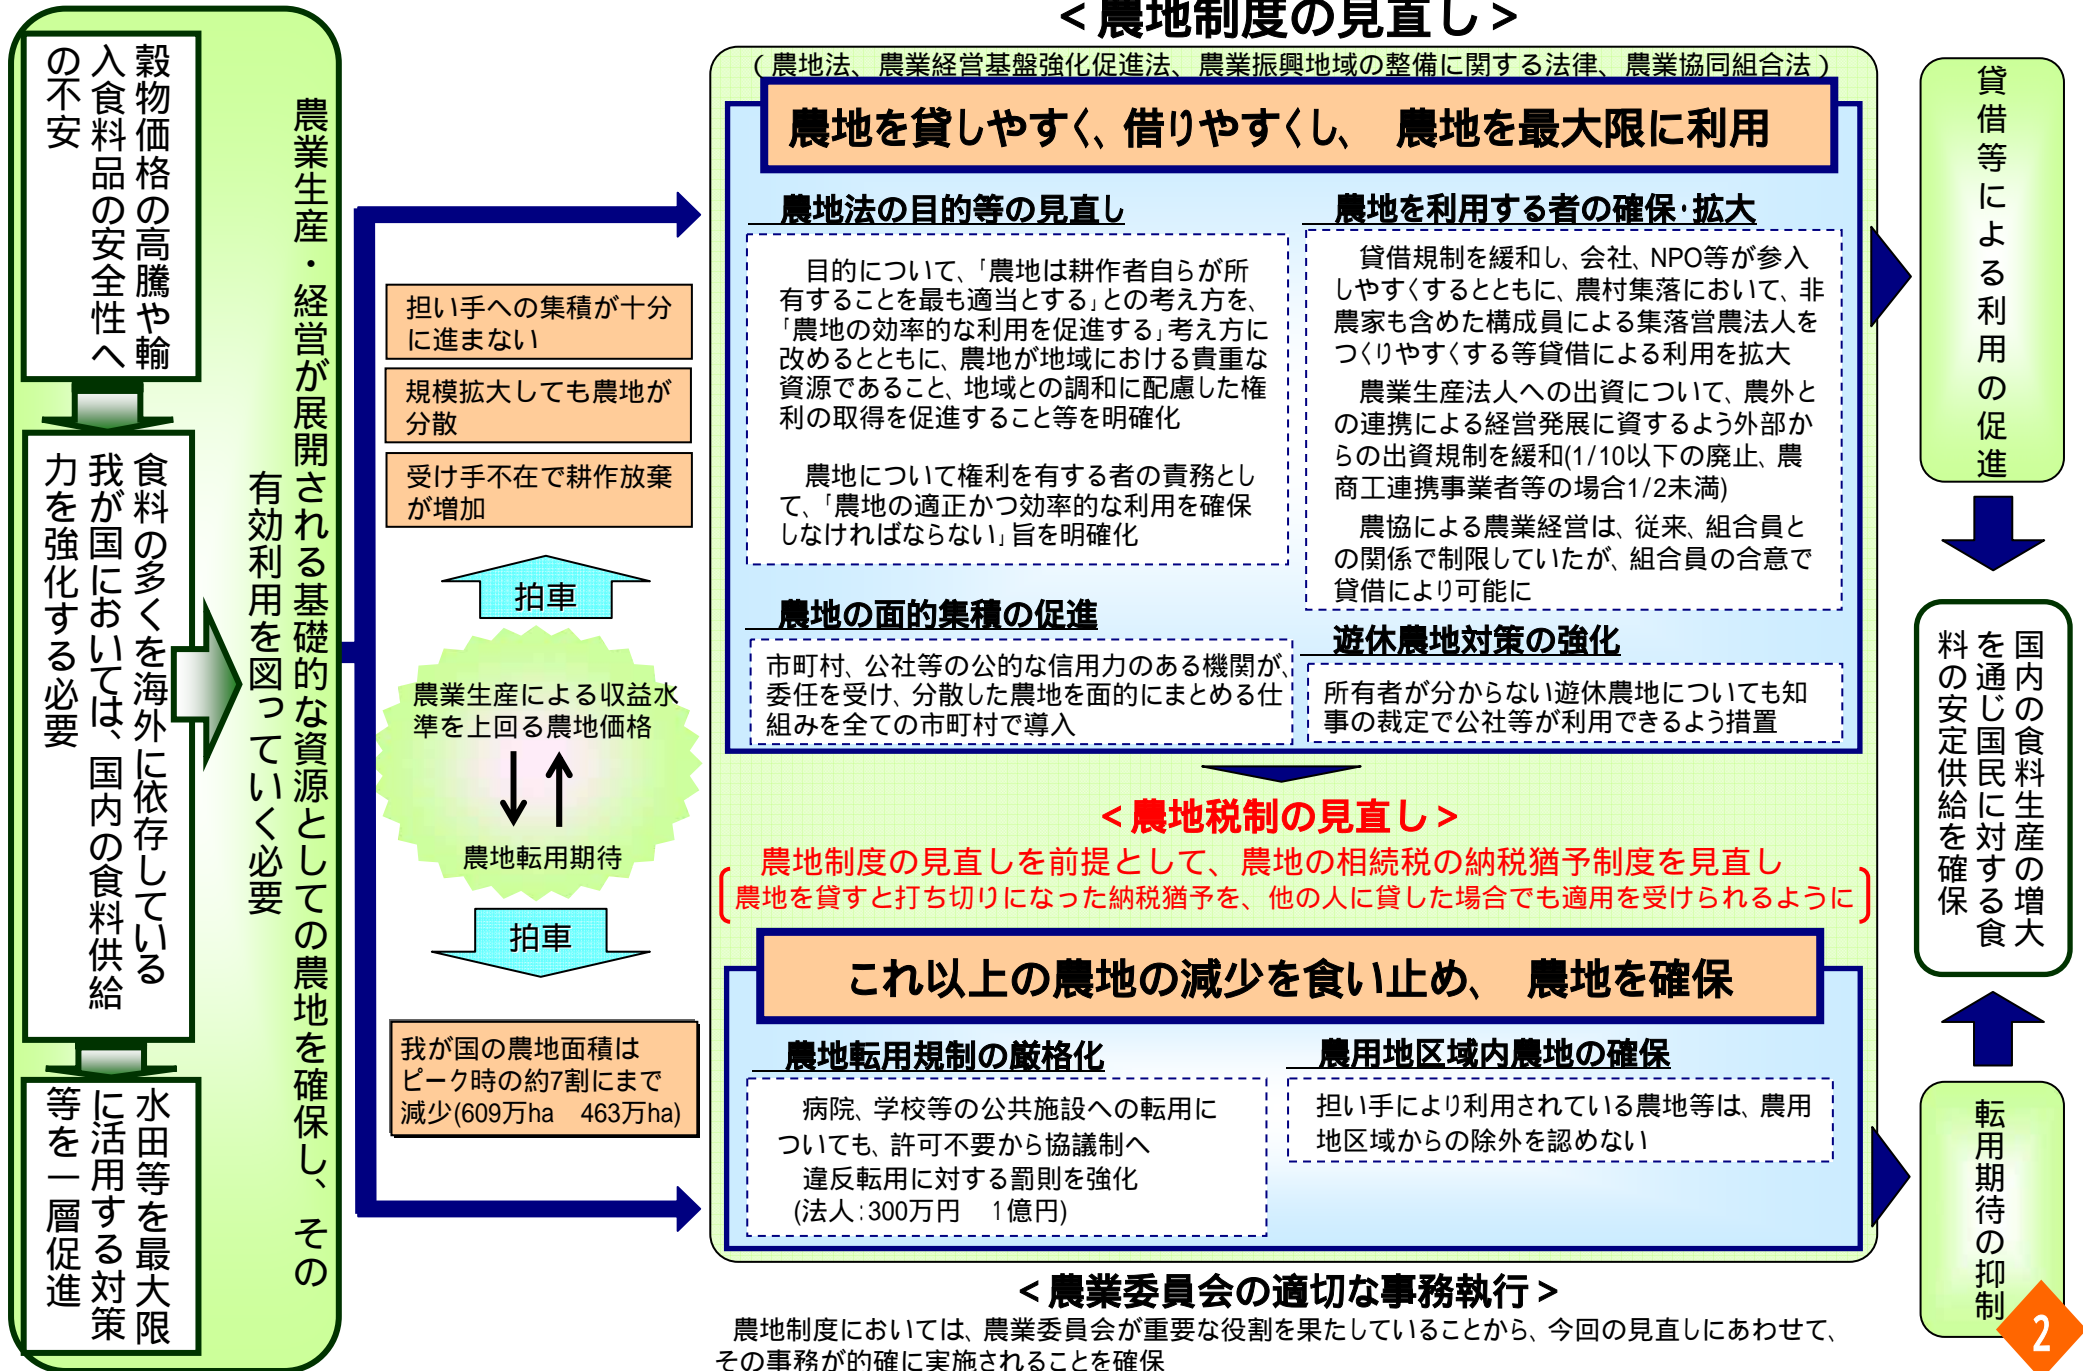 穀物価格の高騰や輸
入食料品の安全性へ
の不安
食料の多くを海外に依存している
我が国においては、国内の食料供給
力を強化する必要
水田等を最大限
に活用する対策
等を一層促進
農業生産・経営が展開される基礎的な資源としての農地を確保し、その
有効利用を図っていく必要
担い手への集積が十分
に進まない
規模拡大しても農地が
分散
受け手不在で耕作放棄
が増加
拍車
農業生産による収益水
準を上回る農地価格
農地転用期待
拍車
我が国の農地面積は
ピーク時の約7割にまで
減少(609万ha　463万ha)
＜農地制度の見直し＞
（農地法、農業経営基盤強化促進法、農業振興地域の整備に関する法律、農業協同組合法）
農地を貸しやすく、借りやすくし、　農地を最大限に利用
農地法の目的等の見直し
目的について、「農地は耕作者自らが所
有することを最も適当とする」との考え方を、
「農地の効率的な利用を促進する」考え方に
改めるとともに、農地が地域における貴重な
資源であること、地域との調和に配慮した権
利の取得を促進すること等を明確化
農地について権利を有する者の責務とし
て、「農地の適正かつ効率的な利用を確保
しなければならない」旨を明確化
農地の面的集積の促進
市町村、公社等の公的な信用力のある機関が、
委任を受け、分散した農地を面的にまとめる仕
組みを全ての市町村で導入
農地を利用する者の確保・拡大
貸借規制を緩和し、会社、NPO等が参入
しやすくするとともに、農村集落において、非
農家も含めた構成員による集落営農法人を
つくりやすくする等貸借による利用を拡大
農業生産法人への出資について、農外と
の連携による経営発展に資するよう外部か
らの出資規制を緩和(1/10以下の廃止、農
商工連携事業者等の場合1/2未満)
農協による農業経営は、従来、組合員と
の関係で制限していたが、組合員の合意で
貸借により可能に
遊休農地対策の強化
所有者が分からない遊休農地についても知
事の裁定で公社等が利用できるよう措置
＜農地税制の見直し＞
農地制度の見直しを前提として、農地の相続税の納税猶予制度を見直し
農地を貸すと打ち切りになった納税猶予を、他の人に貸した場合でも適用を受けられるように
これ以上の農地の減少を食い止め、　農地を確保
農地転用規制の厳格化
病院、学校等の公共施設への転用に
ついても、許可不要から協議制へ
違反転用に対する罰則を強化
(法人：300万円　1億円)
農用地区域内農地の確保
担い手により利用されている農地等は、農用
地区域からの除外を認めない
＜農業委員会の適切な事務執行＞
農地制度においては、農業委員会が重要な役割を果たしていることから、今回の見直しにあわせて、
その事務が的確に実施されることを確保
貸借等による利用の促進
国内の食料生産の増大
を通じ国民に対する食
料の安定供給を確保
転用期待の抑制
2